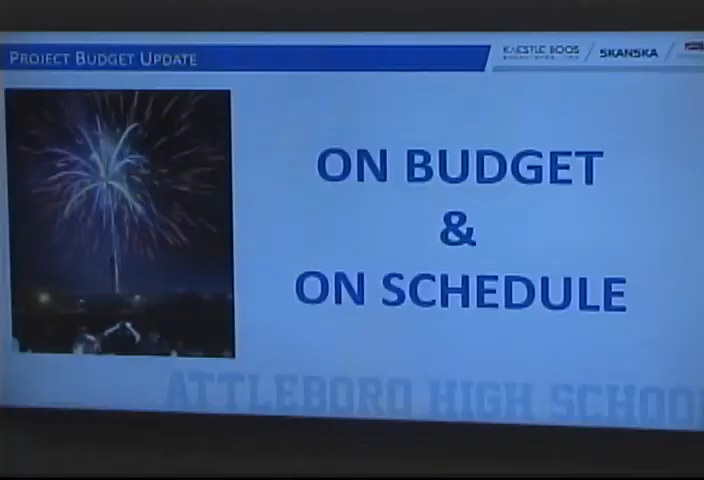 PROJECT BUDGET UPDATE
KAESTLE BOOS
SKANSKA
ON BUDGET
&
ON SCHEDULE
ATTLEBORO HIGH SCHOO